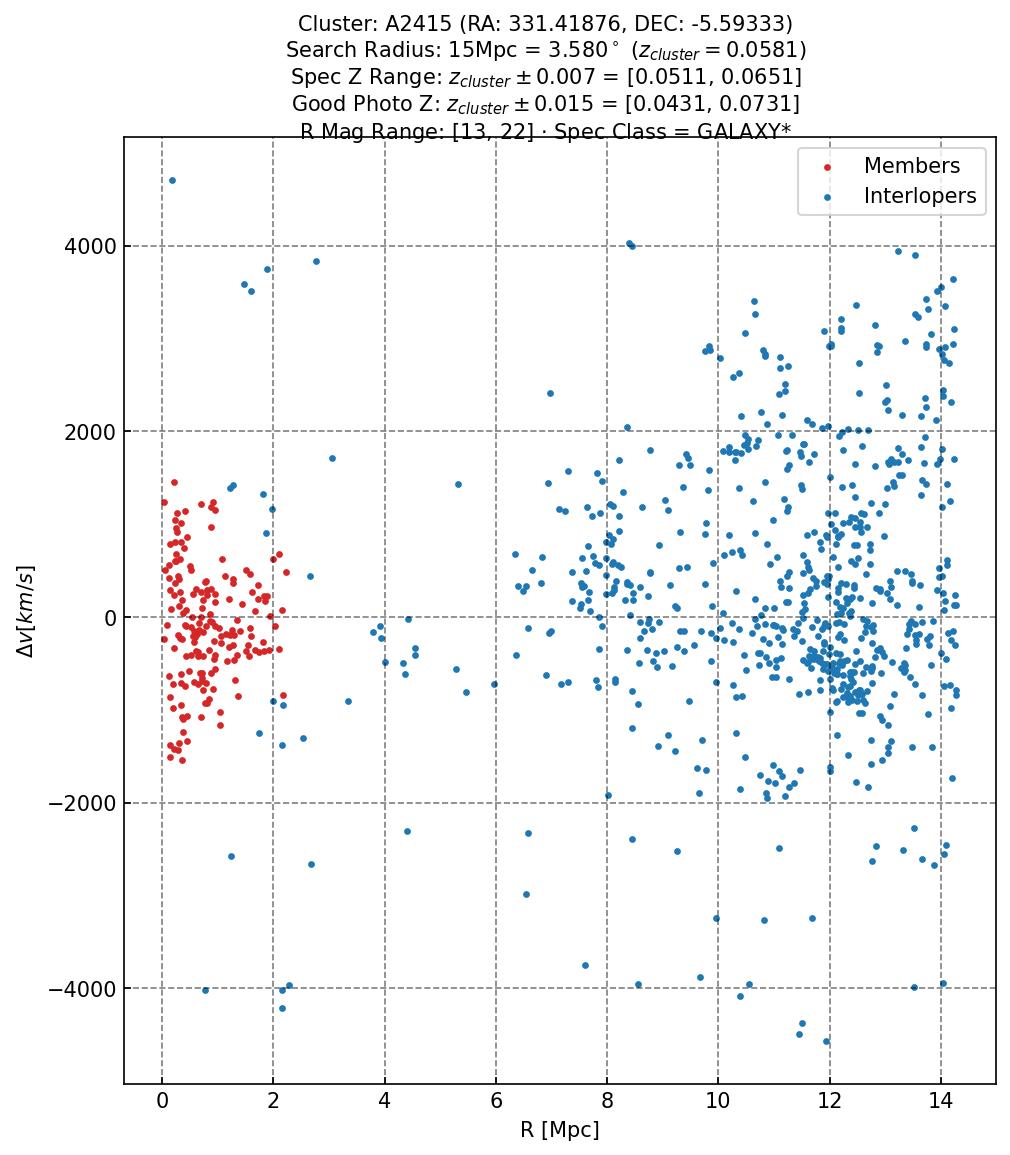 Cluster: A2415 (RA: 331.41876, DEC: -5.59333)
Search Radius: 15Mpc = 3.580° (z_cluster = 0.0581)
Spec Z Range: z_cluster ± 0.007 = [0.0511, 0.0651]
Good Photo Z: z_cluster ± 0.015 = [0.0431, 0.0731]
R Mag Range: [13, 22] · Spec Class = GALAXY*
Members
Interlopers
4000
2000
0
−2000
−4000
Δv[km/s]
0 2 4 6 8 10 12 14
R [Mpc]